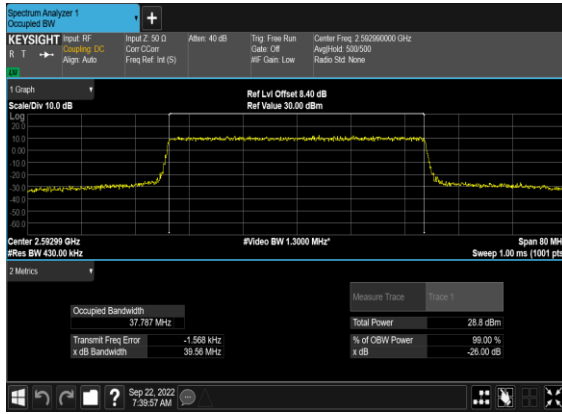 Spectrum Analyzer 1
Occupied BW
KEYSIGHT Input: RF Input Z: 50 Ω Atten: 40 dB Trig: Free Run Center Freq: 2.592990000 GHz
R T Coupling: DC Corr CCorr Gate: Off Avg|Hold: 500/500
Align: Auto Freq Ref: Int (S) #IF Gain: Low Radio Std: None
1 Graph
Ref Lvl Offset 8.40 dB
Scale/Div 10.0 dB Ref Value 30.00 dBm
Log
20.0
10.0
0.00
-10.0
-20.0
-30.0
-40.0
-50.0
-60.0
Center 2.59299 GHz #Video BW 1.3000 MHz* Span 80 MH
#Res BW 430.00 kHz Sweep 1.00 ms (1001 pts
2 Metrics
Measure Trace Trace 1
Occupied Bandwidth
37.787 MHz Total Power 28.8 dBm
Transmit Freq Error -1.568 kHz % of OBW Power 99.00 %
x dB Bandwidth 39.56 MHz x dB -26.00 dB
? Sep 22, 2022
7:39:57 AM